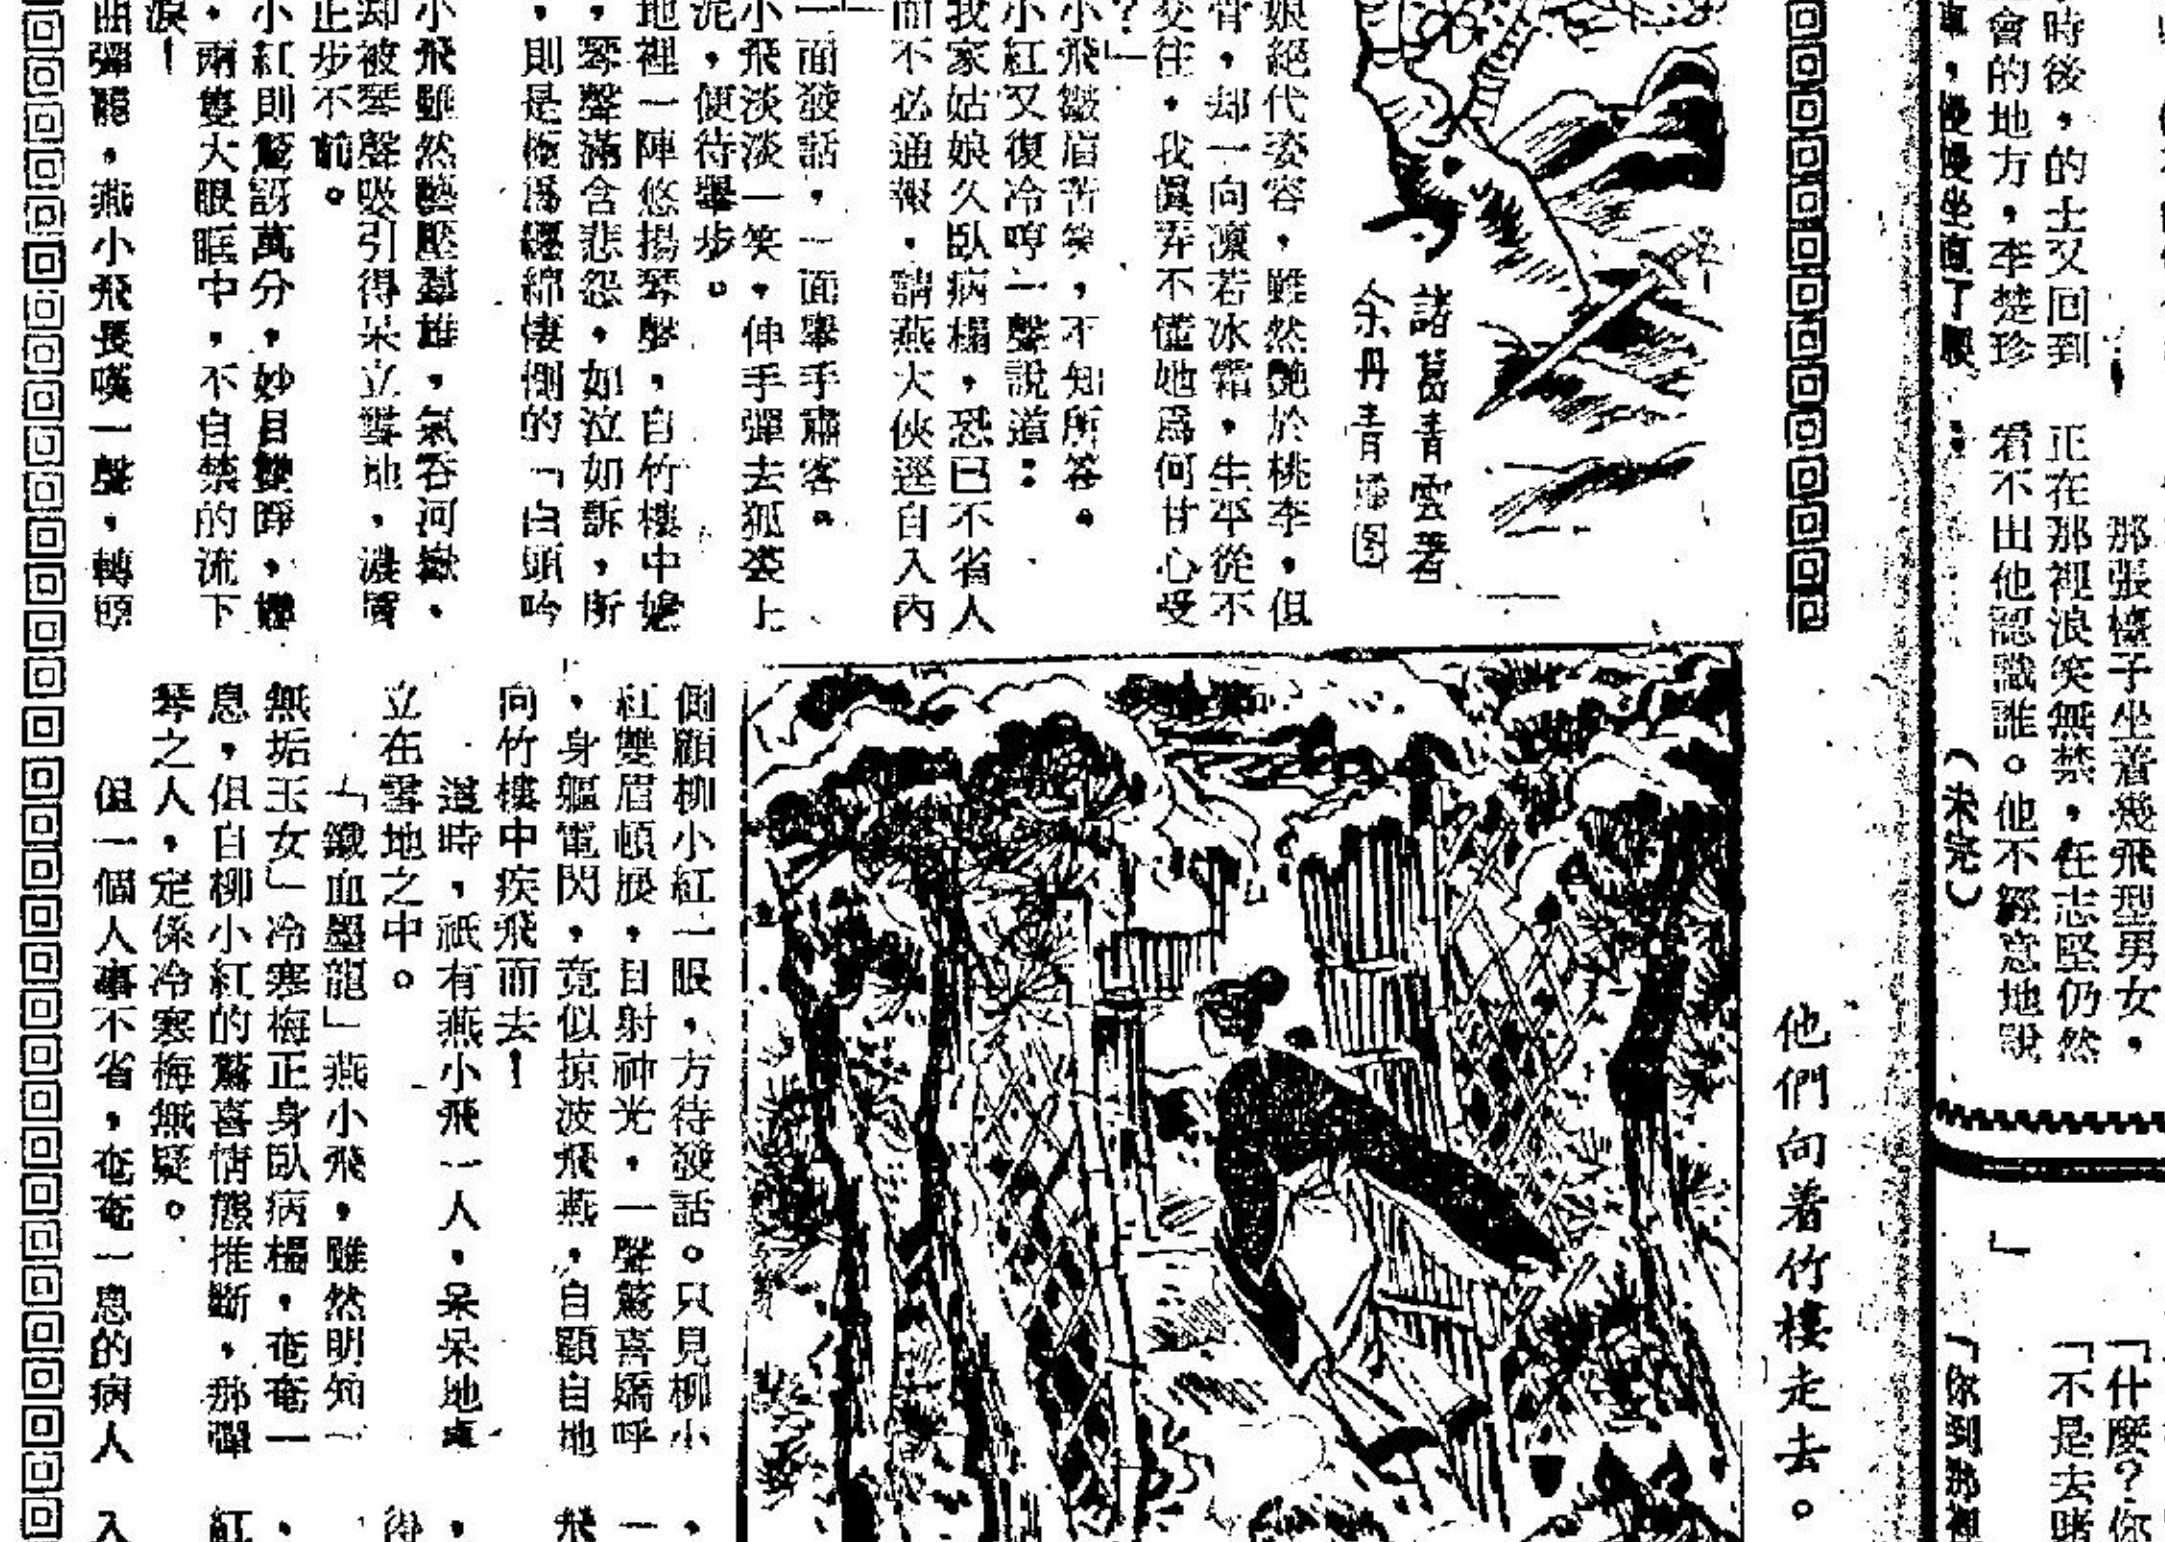 時後，的士又回到
會的地方，李楚珍
那張檯子坐着幾飛型男女，
正在那裡浪笑無禁，任志堅仍然
看不出他認識誰。他不經意地說
（未完）
」
「什麼？你
「不是去賭
「你到那裡
他們向着竹樓走去。
諸葛青雲著
余丹青插图
娘絕代姿容，雖然艷於桃李，但
骨，却一向凜若冰霜，生平從不
交往，我眞弄不懂她爲何甘心受
？」
小飛皺眉苦笑，不知所答。
小紅又復冷哼一聲說道：
我家姑娘久臥病榻，恐已不省人
而不必通報，請燕大俠逕自入內
」
一面發話，一面舉手肅客。
小飛淡淡一笑，伸手彈去狐裘上
泥，便待舉步。
地裡一陣悠揚琴聲，自竹樓中
，琴聲滿含悲怨，如泣如訴，所
，則是極爲纏綿悽惻的「白頭吟
小飛雖然藝壓羣雄，氣吞河嶽，
却被琴聲吸引得呆立雪地，濃眉
正步不前。
小紅則驚訝萬分，妙目雙睜，
，兩隻大眼眶中，不自禁的流下
淚！
曲彈罷，燕小飛長嘆一聲，轉頭
側顧柳小紅一眼，方待發話。只見柳小
紅雙眉頓展，目射神光，一聲驚喜嬌呼
，身軀電閃，竟似掠波飛燕，自顧自地
向竹樓中疾飛而去！
這時，祇有燕小飛一人，呆呆地
立在雪地之中。
「鐵血墨龍」燕小飛，雖然明知
無垢玉女」冷寒梅正身臥病榻，奄奄一
息，但自柳小紅的驚喜情態推斷，那彈
琴之人，定係冷寒梅無疑。
但一個人事不省，奄奄一息的病人
，
一
飛
，
得
，
紅
入